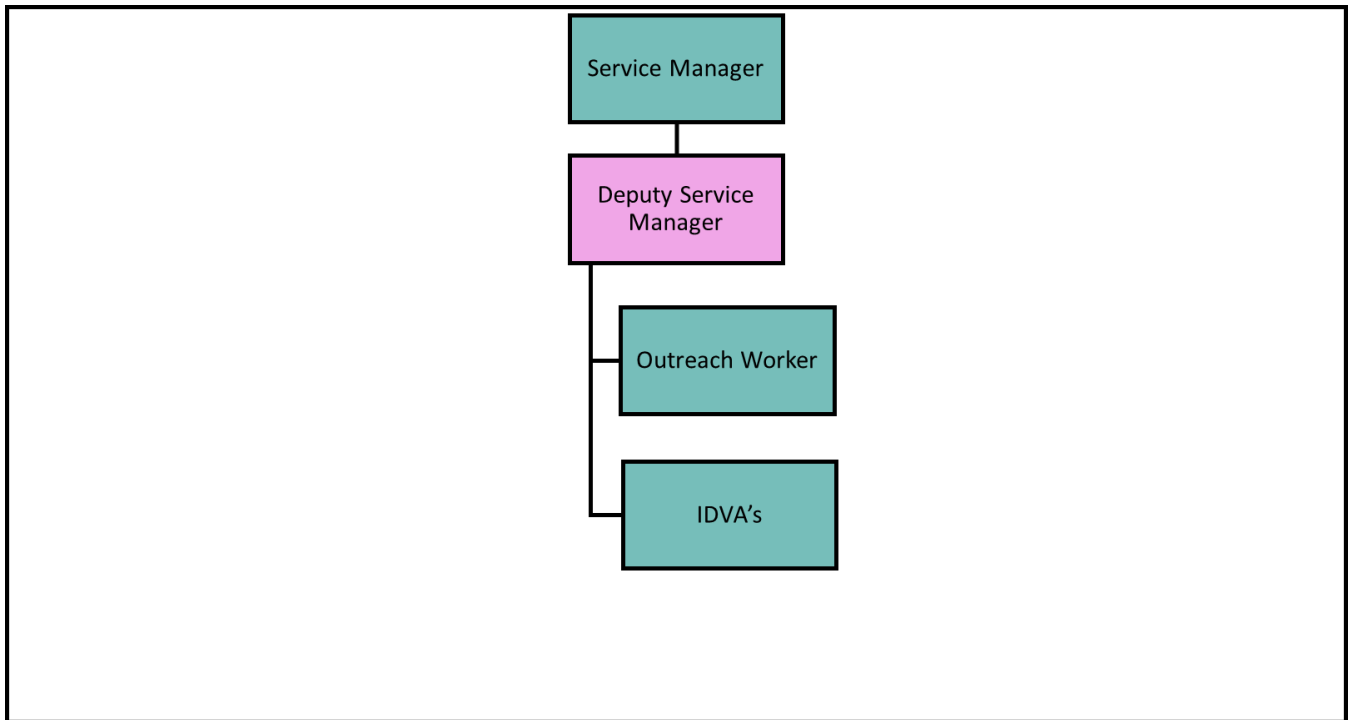 Service Manager
Deputy Service
Manager
Outreach Worker
IDVA’s